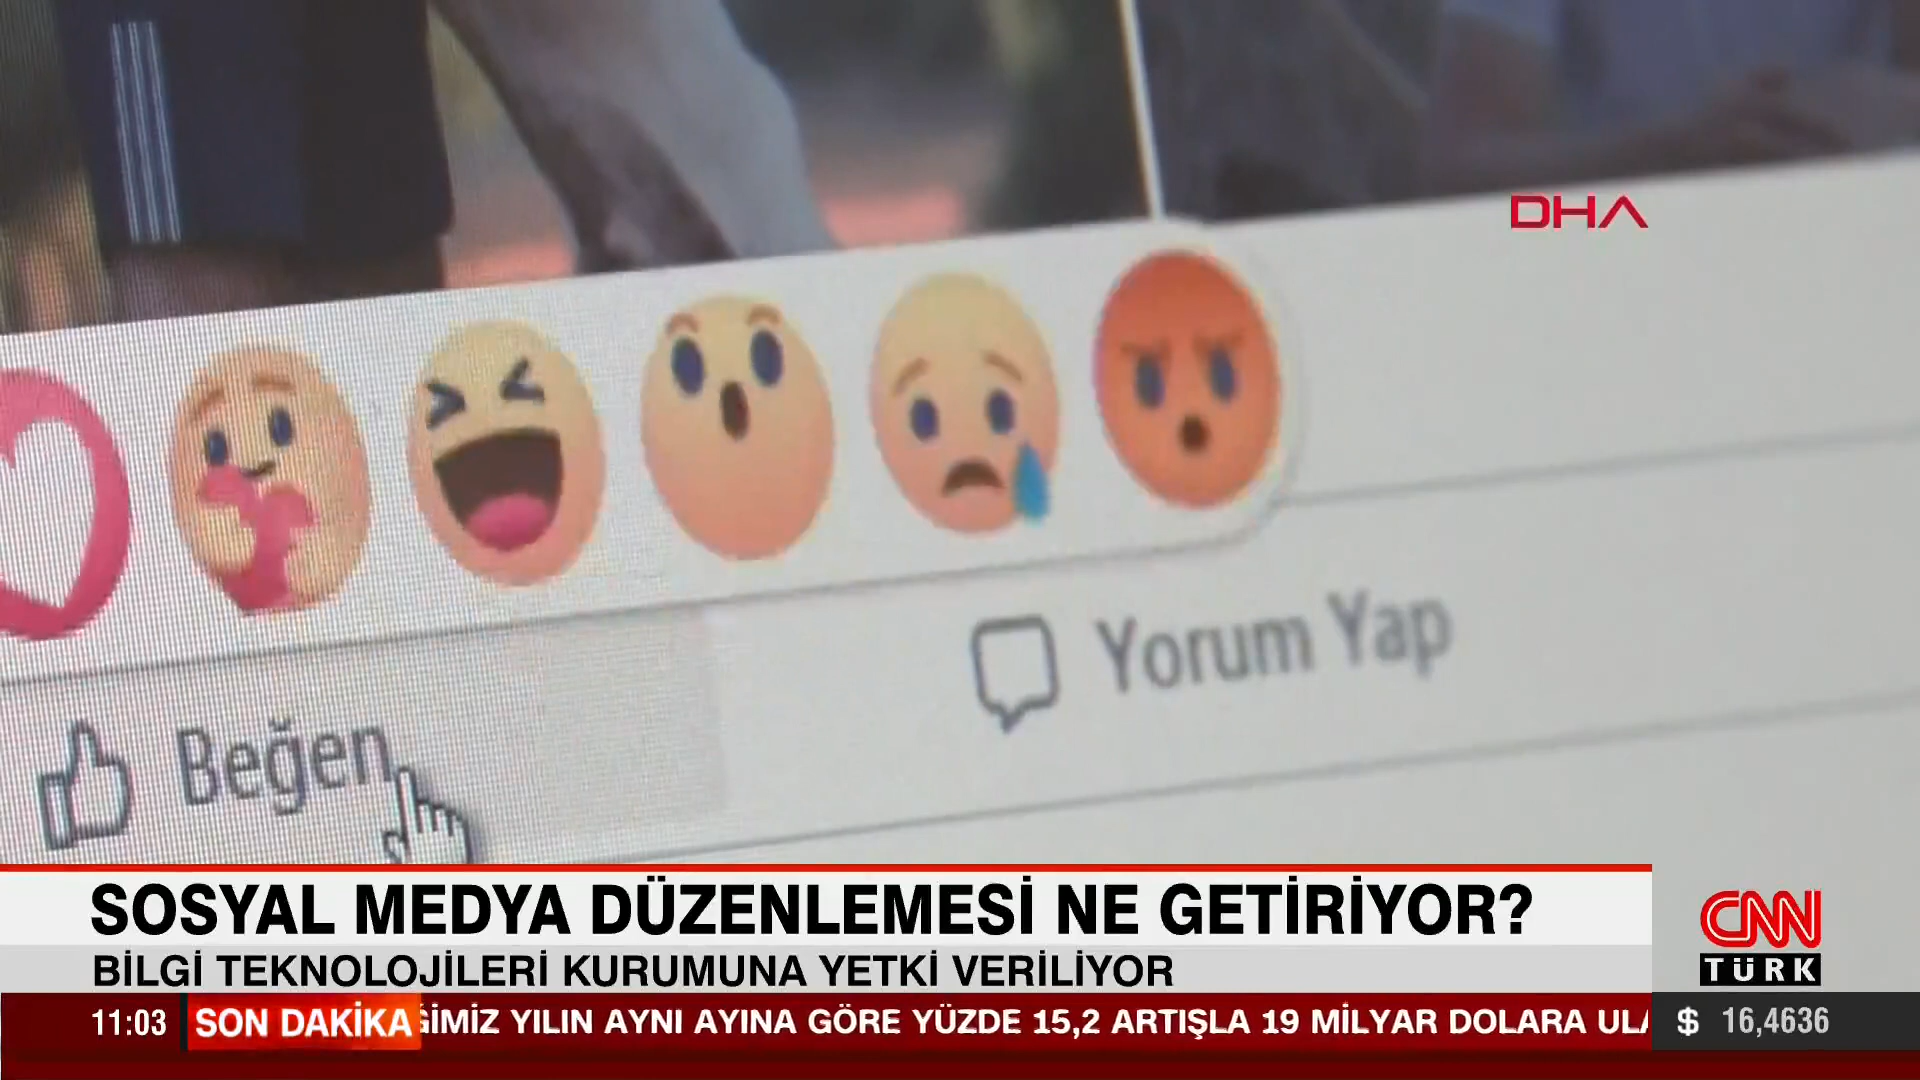 DHA
Yorum Yap
Beğen
SOSYAL MEDYA DÜZENLEMESİ NE GETİRİYOR?
BİLGİ TEKNOLOJİLERİ KURUMUNA YETKİ VERİLİYOR
CNN
TÜRK
11:03 SON DAKİKA ĞİMİZ YILIN AYNI AYINA GÖRE YÜZDE 15,2 ARTIŞLA 19 MİLYAR DOLARA ULA
$ 16,4636